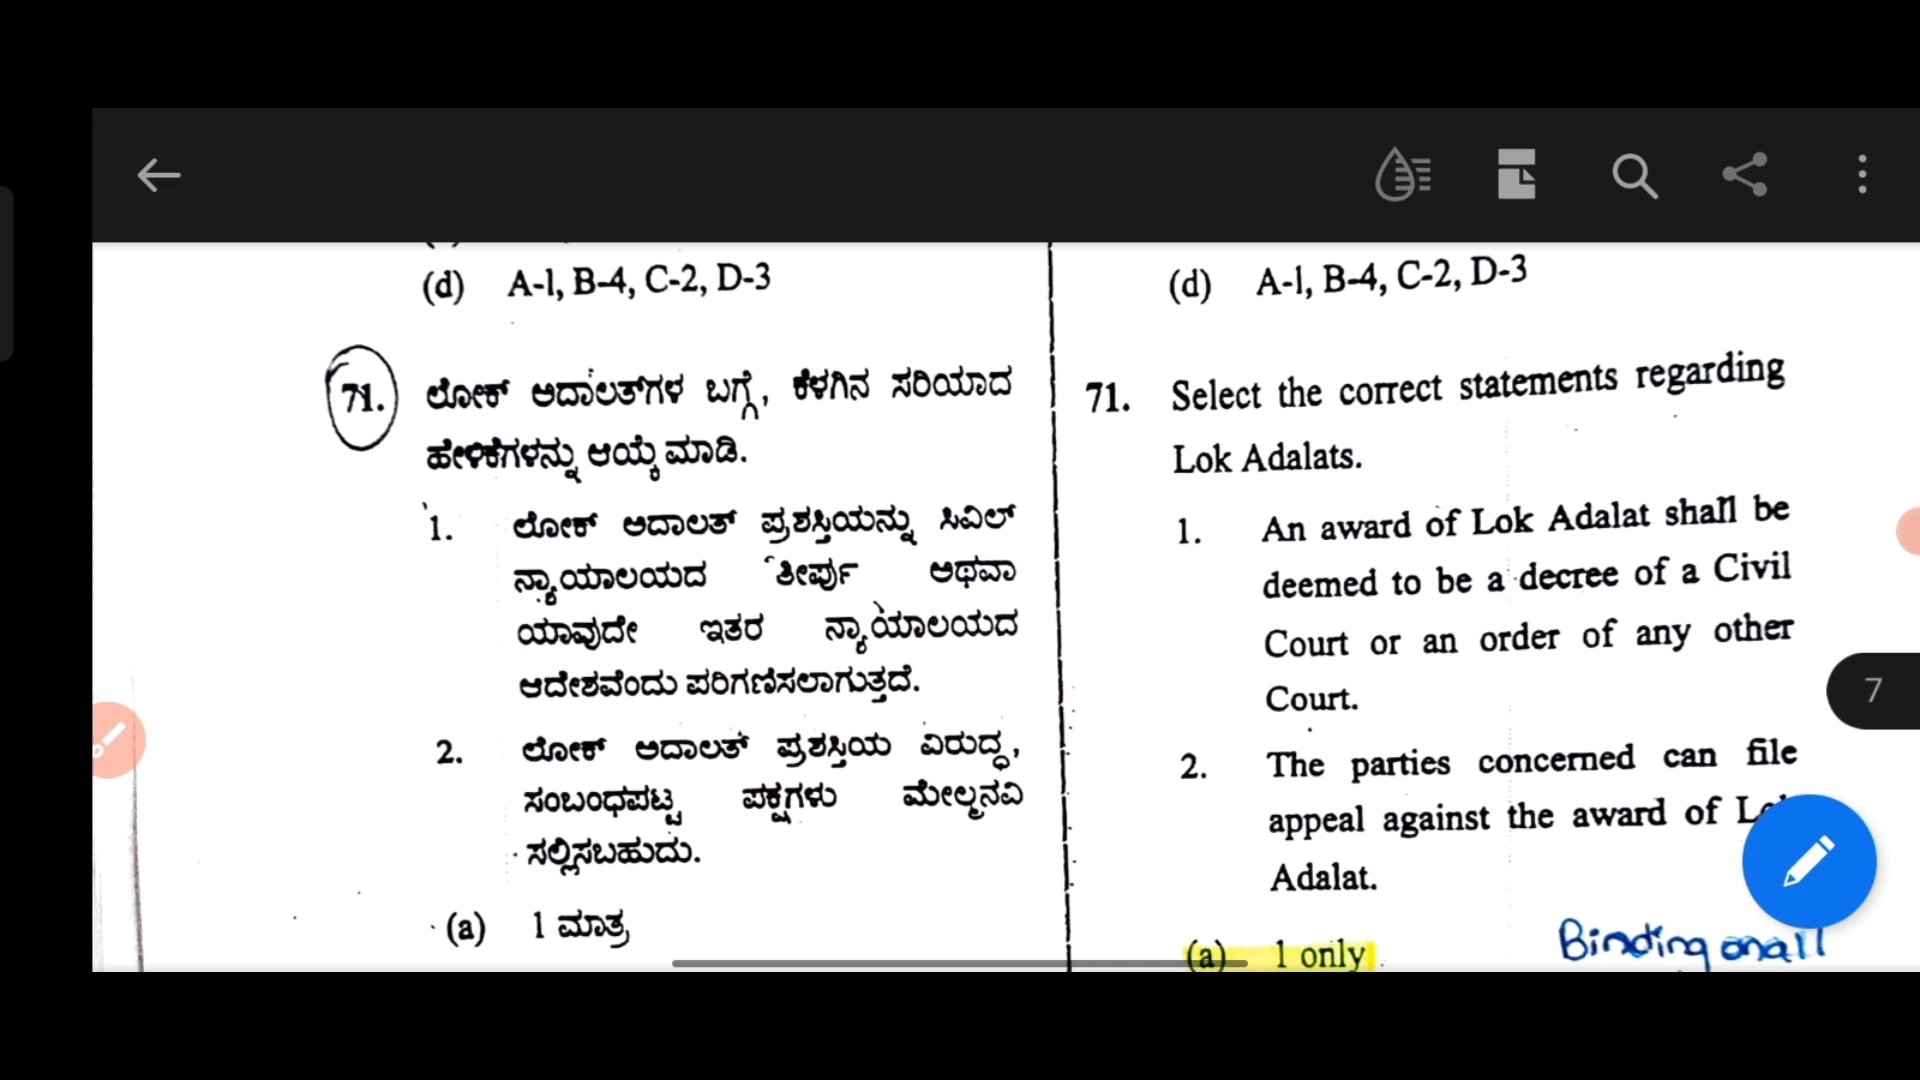 (d) A-1, B-4, C-2, D-3
71. ಲೋಕ್ ಅದಾಲತ್‌ಗಳ ಬಗ್ಗೆ, ಕೆಳಗಿನ ಸರಿಯಾದ
ಹೇಳಿಕೆಗಳನ್ನು ಆಯ್ಕೆ ಮಾಡಿ.
1. ಲೋಕ್ ಅದಾಲತ್ ಪ್ರಶಸ್ತಿಯನ್ನು ಸಿವಿಲ್
ನ್ಯಾಯಾಲಯದ ತೀರ್ಪು ಅಥವಾ
ಯಾವುದೇ ಇತರ ನ್ಯಾಯಾಲಯದ
ಆದೇಶವೆಂದು ಪರಿಗಣಿಸಲಾಗುತ್ತದೆ.
2. ಲೋಕ್ ಅದಾಲತ್ ಪ್ರಶಸ್ತಿಯ ವಿರುದ್ಧ,
ಸಂಬಂಧಪಟ್ಟ ಪಕ್ಷಗಳು ಮೇಲ್ಮನವಿ
ಸಲ್ಲಿಸಬಹುದು.
(a) 1 ಮಾತ್ರ
(d) A-1, B-4, C-2, D-3
71. Select the correct statements regarding
Lok Adalats.
1. An award of Lok Adalat shall be
deemed to be a decree of a Civil
Court or an order of any other
Court.
2. The parties concerned can file
appeal against the award of
Adalat.
(a) 1 only
Binding on all
7